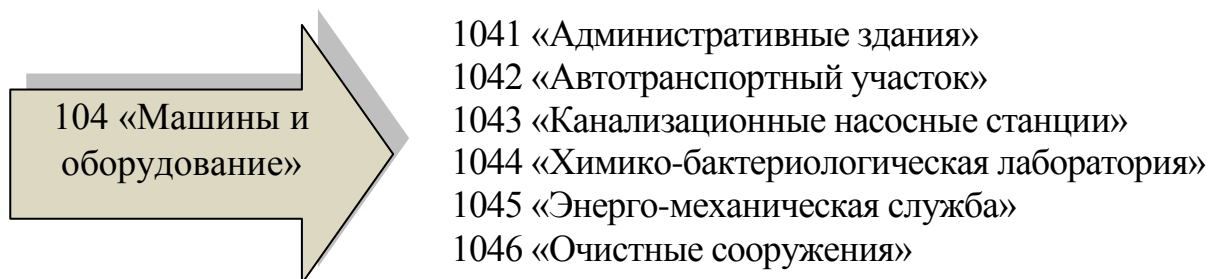 104 «Машины и
оборудование»
1041 «Административные здания»
1042 «Автотранспортный участок»
1043 «Канализационные насосные станции»
1044 «Химико-бактериологическая лаборатория»
1045 «Энерго-механическая служба»
1046 «Очистные сооружения»